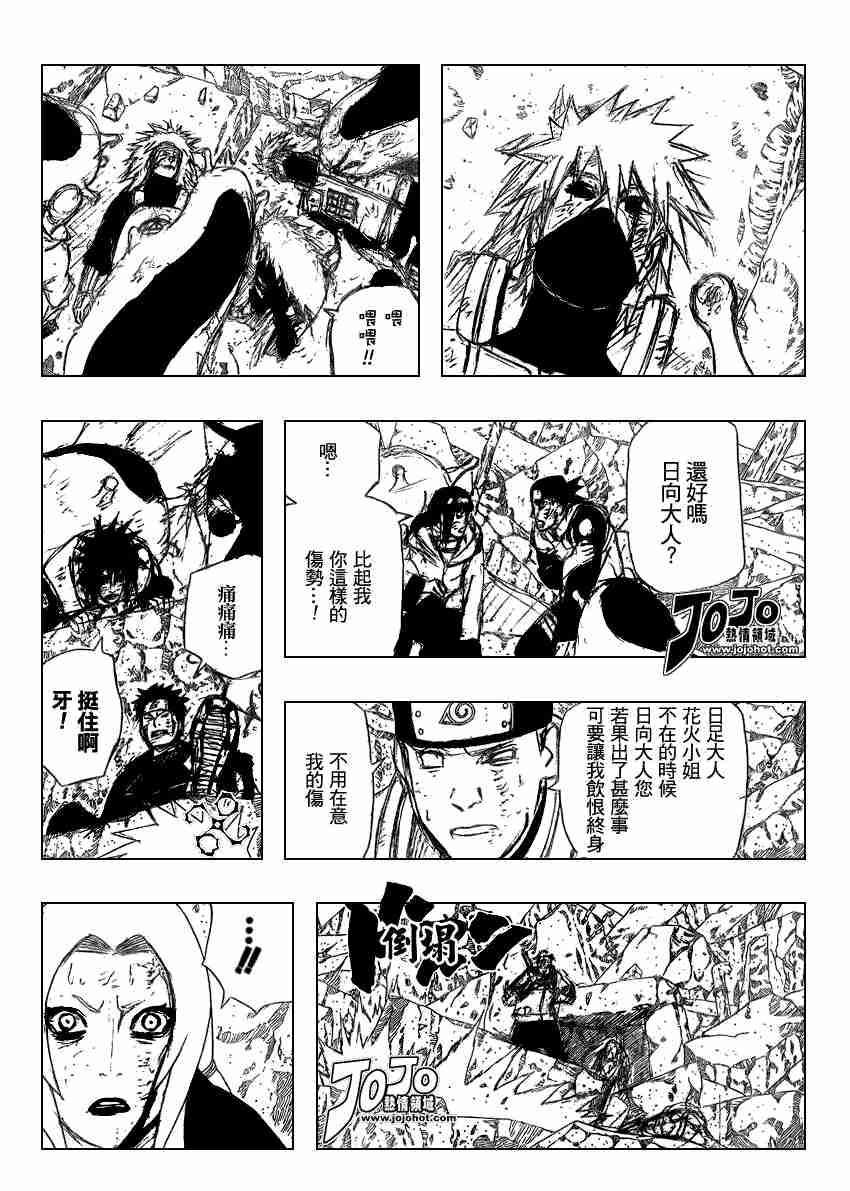 喂
喂喂!!
還好嗎
日向大人?
嗯…
比起我
你這樣的
傷勢…!
JOJO
熱情領域
www.jojohot.com
痛痛痛…
挺住啊
牙!
日足大人
花火小姐
不在的時候
日向大人您
若果出了甚麼事
可要讓我飲恨終身
不用在意
我的傷
倒塌
JOJO
熱情領域
www.jojohot.com
…!!